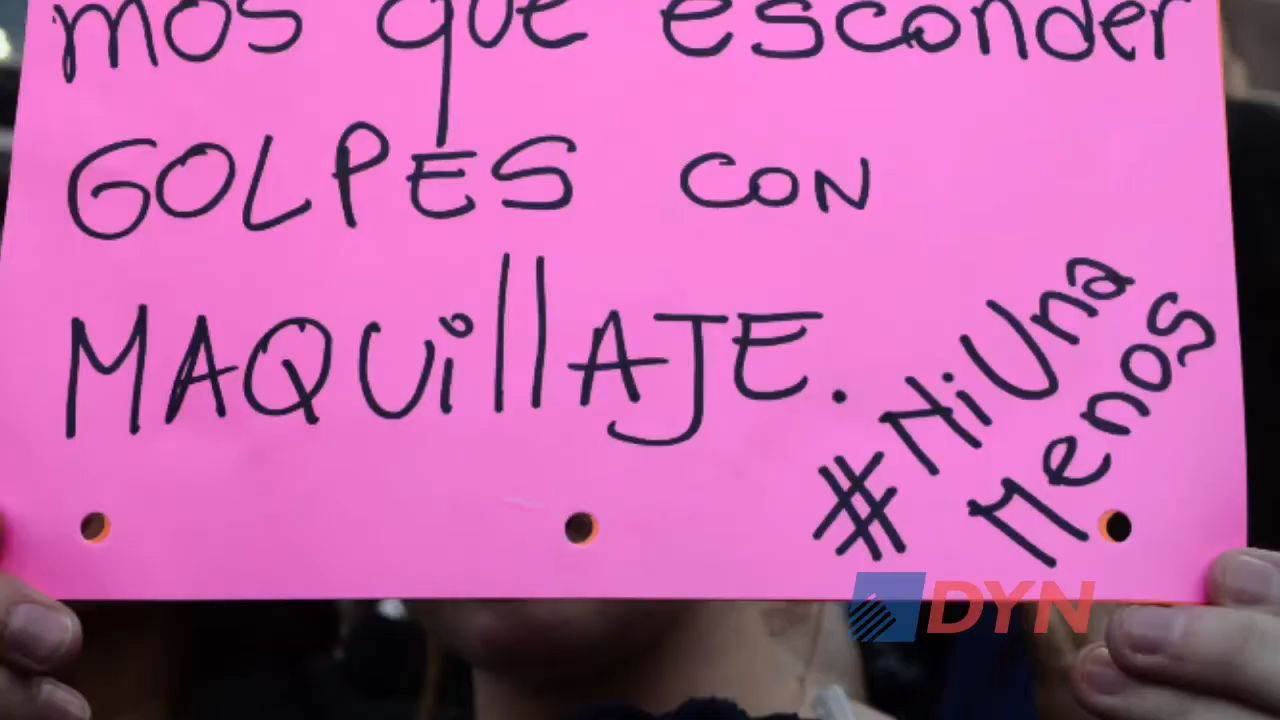 mos que esconder
GOLPES CON
MAQUillAJE.
#NiUna
Menos
DYN